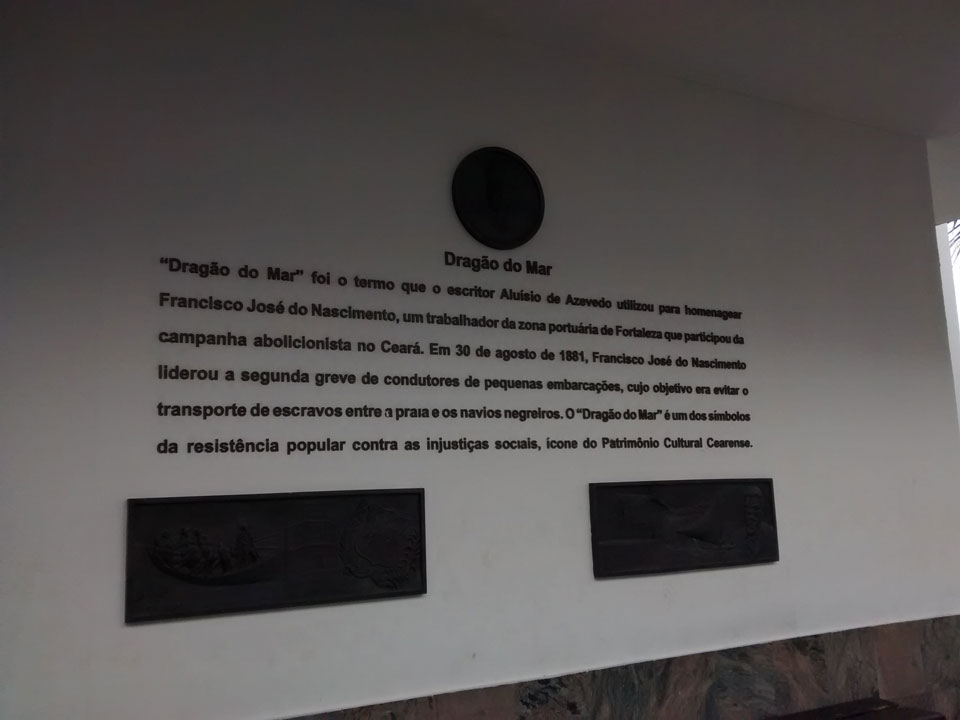 Dragão do Mar
“Dragão do Mar” foi o termo que o escritor Aluísio de Azevedo utilizou para homenagear
Francisco José do Nascimento, um trabalhador da zona portuária de Fortaleza que participou da
campanha abolicionista no Ceará. Em 30 de agosto de 1881, Francisco José do Nascimento
liderou a segunda greve de condutores de pequenas embarcações, cujo objetivo era evitar o
transporte de escravos entre a praia e os navios negreiros. O “Dragão do Mar” é um dos símbolos
da resistência popular contra as injustiças sociais, ícone do Patrimônio Cultural Cearense.